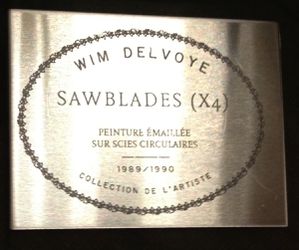 WIM DELVOYE
SAWBLADES (X4)
PEINTURE ÉMAILLÉE
SUR SCIES CIRCULAIRES
1989/1990
COLLECTION DE L'ARTISTE